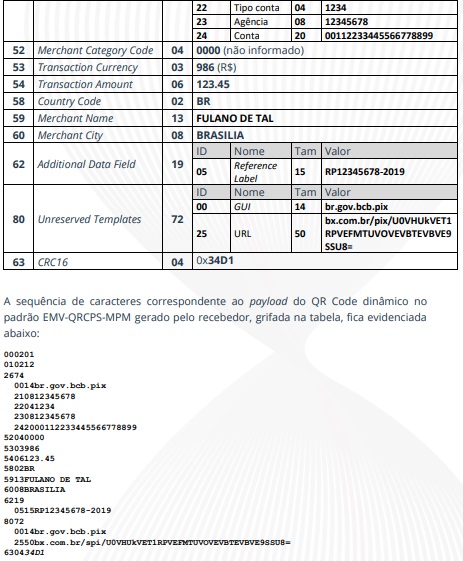 22 Tipo conta 04 1234
23 Agência 08 12345678
24 Conta 20 00112233445566778899
52 Merchant Category Code 04 0000 (não informado)
53 Transaction Currency 03 986 (R$)
54 Transaction Amount 06 123.45
58 Country Code 02 BR
59 Merchant Name 13 FULANO DE TAL
60 Merchant City 08 BRASILIA
62 Additional Data Field 19
ID Nome Tam Valor
05 Reference Label 15 RP12345678-2019
80 Unreserved Templates 72
ID Nome Tam Valor
00 GUI 14 br.gov.bcb.pix
25 URL 50 bx.com.br/pix/U0VHUkVET1
RPVEFMTUVOVEVBTEVBVE9
SSU8=
63 CRC16 04 0x34D1
A sequência de caracteres correspondente ao payload do QR Code dinâmico no
padrão EMV-QRCPS-MPM gerado pelo recebedor, grifada na tabela, fica evidenciada
abaixo:
000201
010212
2674
0014br.gov.bcb.pix
210812345678
22041234
230812345678
242000112233445566778899
52040000
5303986
5406123.45
5802BR
5913FULANO DE TAL
6008BRASILIA
6219
0515RP12345678-2019
8072
0014br.gov.bcb.pix
2550bx.com.br/spi/U0VHUkVET1RPVEFMTUVOVEVBTEVBVE9SSU8=
630434D1